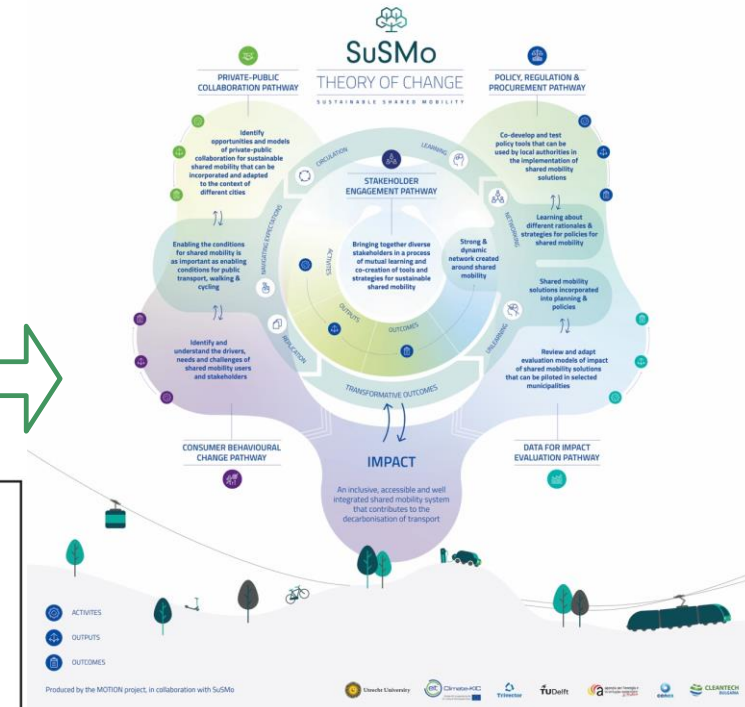 SuSMo
THEORY OF CHANGE
SUSTAINABLE SHARED MOBILITY
PRIVATE-PUBLIC
COLLABORATION PATHWAY
Identify
opportunities and models
of private-public
collaboration for sustainable
shared mobility that can be
incorporated and adapted
to the context of
different cities
Enabling the conditions
for shared mobility is
as important as enabling
conditions for public
transport, walking &
cycling
Identify and
understand the drivers,
needs and challenges of
shared mobility users
and stakeholders
CONSUMER BEHAVIOURAL
CHANGE PATHWAY
CIRCULATION
LEARNING
NAVIGATING EXPECTATIONS
NETWORKING
REPLICATION
UNLEARNING
STAKEHOLDER
ENGAGEMENT PATHWAY
Bringing together diverse
stakeholders in a process
of mutual learning and
co-creation of tools and
strategies for sustainable
shared mobility
Strong &
dynamic
network created
around shared
mobility
ACTIVITIES
OUTPUTS
OUTCOMES
TRANSFORMATIVE OUTCOMES
IMPACT
An inclusive, accessible and well
integrated shared mobility system
that contributes to the
decarbonisation of transport
POLICY, REGULATION &
PROCUREMENT PATHWAY
Co-develop and test
policy tools that can be
used by local authorities in
the implementation of
shared mobility
solutions
Learning about
different rationales &
strategies for policies for
shared mobility
Shared mobility
solutions incorporated
into planning &
policies
Review and adapt
evaluation models of impact
of shared mobility solutions
that can be piloted in selected
municipalities
DATA FOR IMPACT
EVALUATION PATHWAY
ACTIVITES
OUTPUTS
OUTCOMES
Produced by the MOTION project, in collaboration with SuSMo
Utrecht University
eit Climate-KIC
Trivector
TUDelft
CLEANTECH
BULGARIA